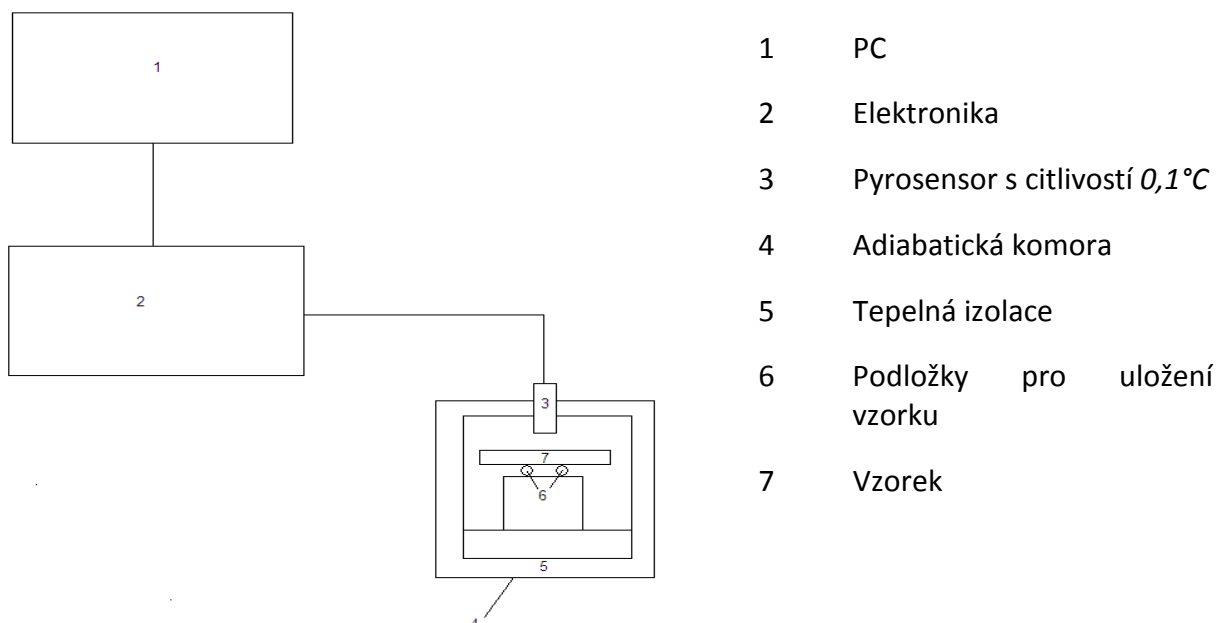 1
2
3
7
6
5
4
1 PC
2 Elektronika
3 Pyrosensor s citlivostí 0,1°C
4 Adiabatická komora
5 Tepelná izolace
6 Podložky pro uložení
vzorku
7 Vzorek